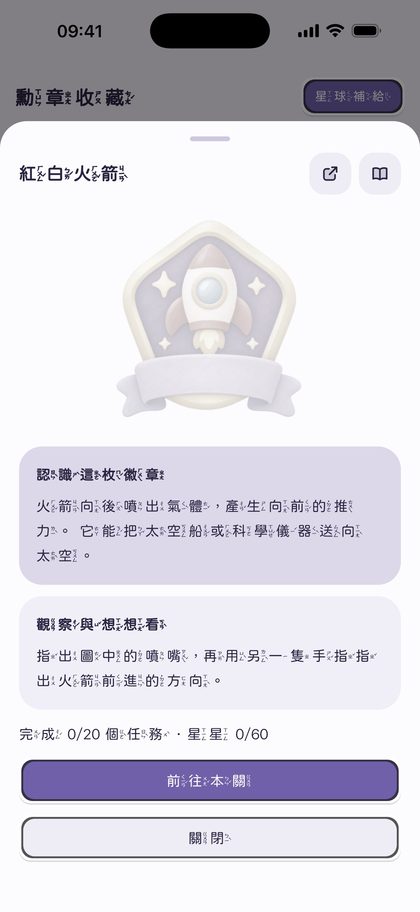 09:41
勳章收藏
星球補給
紅白火箭
認識這枚徽章
火箭向後噴出氣體，產生向前的推
力。 它能把太空船或科學儀器送向
太空。
觀察與想想看
指出圖中的噴嘴，再用另一隻手指指
出火箭前進的方向。
完成 0/20 個任務 · 星星 0/60
前往本關
關閉